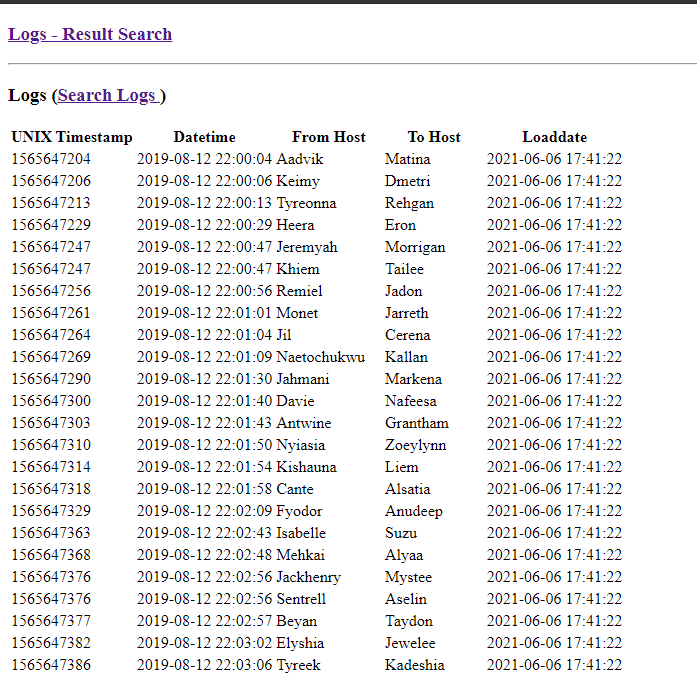 Logs - Result Search
Logs (Search Logs )
UNIX Timestamp Datetime From Host To Host Loaddate
1565647204 2019-08-12 22:00:04 Aadvik Matina 2021-06-06 17:41:22
1565647206 2019-08-12 22:00:06 Keimy Dmetri 2021-06-06 17:41:22
1565647213 2019-08-12 22:00:13 Tyreonna Rehgan 2021-06-06 17:41:22
1565647229 2019-08-12 22:00:29 Heera Eron 2021-06-06 17:41:22
1565647247 2019-08-12 22:00:47 Jeremyah Morrigan 2021-06-06 17:41:22
1565647247 2019-08-12 22:00:47 Khiem Tailee 2021-06-06 17:41:22
1565647256 2019-08-12 22:00:56 Remiel Jadon 2021-06-06 17:41:22
1565647261 2019-08-12 22:01:01 Monet Jarreth 2021-06-06 17:41:22
1565647264 2019-08-12 22:01:04 Jil Cerena 2021-06-06 17:41:22
1565647269 2019-08-12 22:01:09 Naetochukwu Kallan 2021-06-06 17:41:22
1565647290 2019-08-12 22:01:30 Jahmani Markena 2021-06-06 17:41:22
1565647300 2019-08-12 22:01:40 Davie Nafeesa 2021-06-06 17:41:22
1565647303 2019-08-12 22:01:43 Antwine Grantham 2021-06-06 17:41:22
1565647310 2019-08-12 22:01:50 Nyiasia Zoeylynn 2021-06-06 17:41:22
1565647314 2019-08-12 22:01:54 Kishauna Liem 2021-06-06 17:41:22
1565647318 2019-08-12 22:01:58 Cante Alsatia 2021-06-06 17:41:22
1565647329 2019-08-12 22:02:09 Fyodor Anudeep 2021-06-06 17:41:22
1565647363 2019-08-12 22:02:43 Isabelle Suzu 2021-06-06 17:41:22
1565647368 2019-08-12 22:02:48 Mehkai Alyaa 2021-06-06 17:41:22
1565647376 2019-08-12 22:02:56 Jackhenry Mystee 2021-06-06 17:41:22
1565647376 2019-08-12 22:02:56 Sentrell Aselin 2021-06-06 17:41:22
1565647377 2019-08-12 22:02:57 Beyan Taydon 2021-06-06 17:41:22
1565647382 2019-08-12 22:03:02 Elyshia Jewelee 2021-06-06 17:41:22
1565647386 2019-08-12 22:03:06 Tyreek Kadeshia 2021-06-06 17:41:22